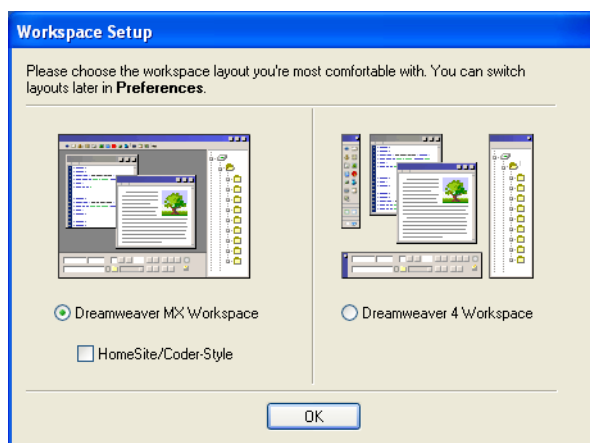 Workspace Setup
Please choose the workspace layout you're most comfortable with. You can switch
layouts later in Preferences.
Dreamweaver MX Workspace
Dreamweaver 4 Workspace
HomeSite/Coder-Style
OK